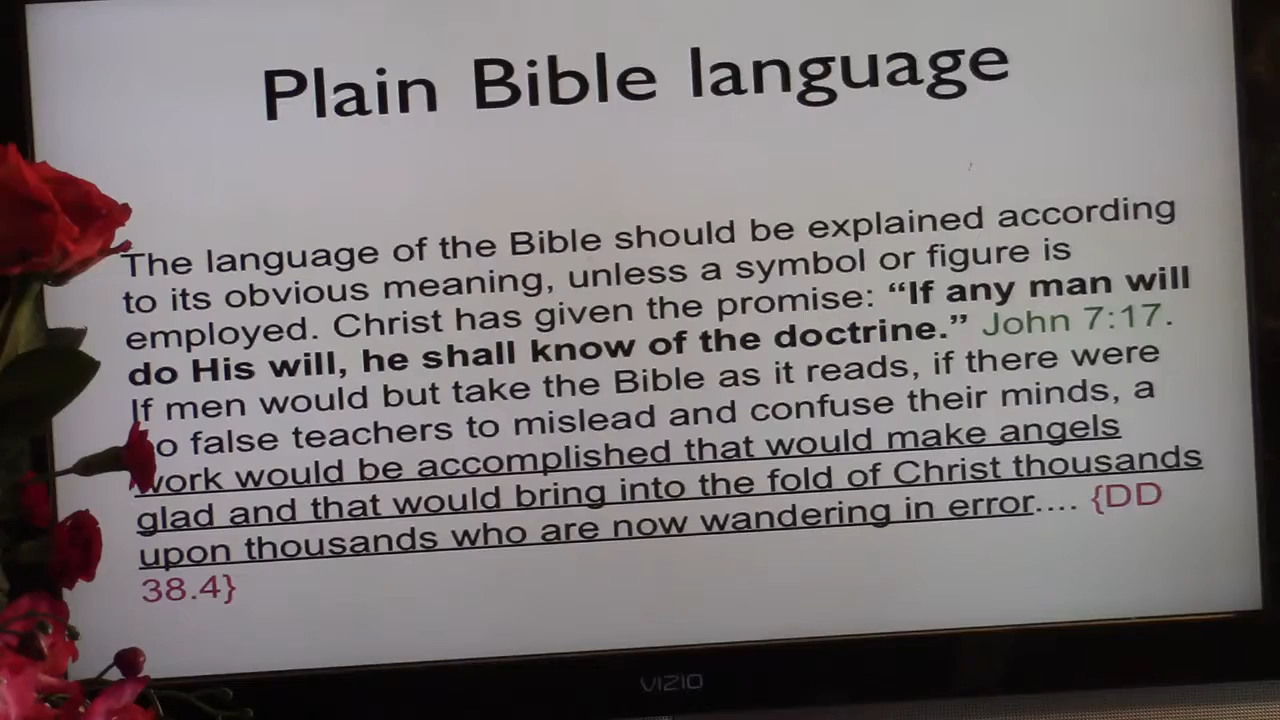 Plain Bible language
The language of the Bible should be explained according
to its obvious meaning, unless a symbol or figure is
employed. Christ has given the promise: “If any man will
do His will, he shall know of the doctrine.” John 7:17.
If men would but take the Bible as it reads, if there were
no false teachers to mislead and confuse their minds, a
work would be accomplished that would make angels
glad and that would bring into the fold of Christ thousands
upon thousands who are now wandering in error.... {DD
38.4}
VIZIO